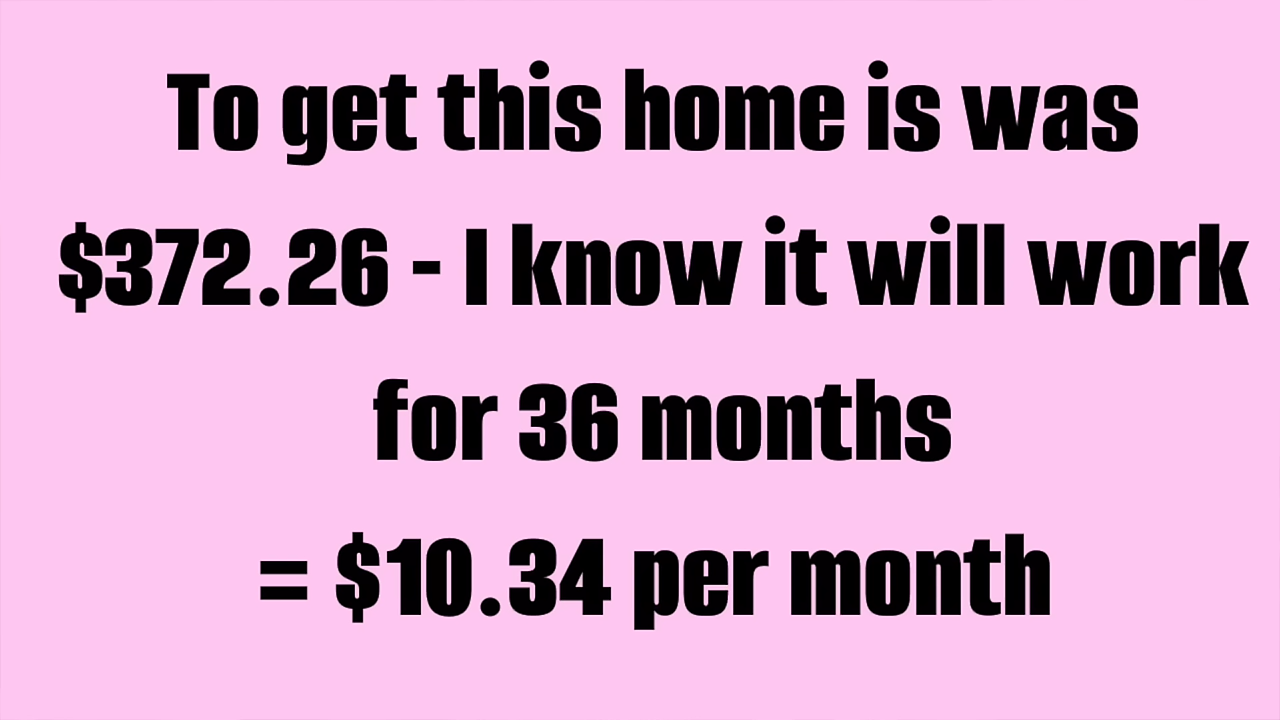 To get this home is was
$372.26 - I know it will work
for 36 months
= $10.34 per month